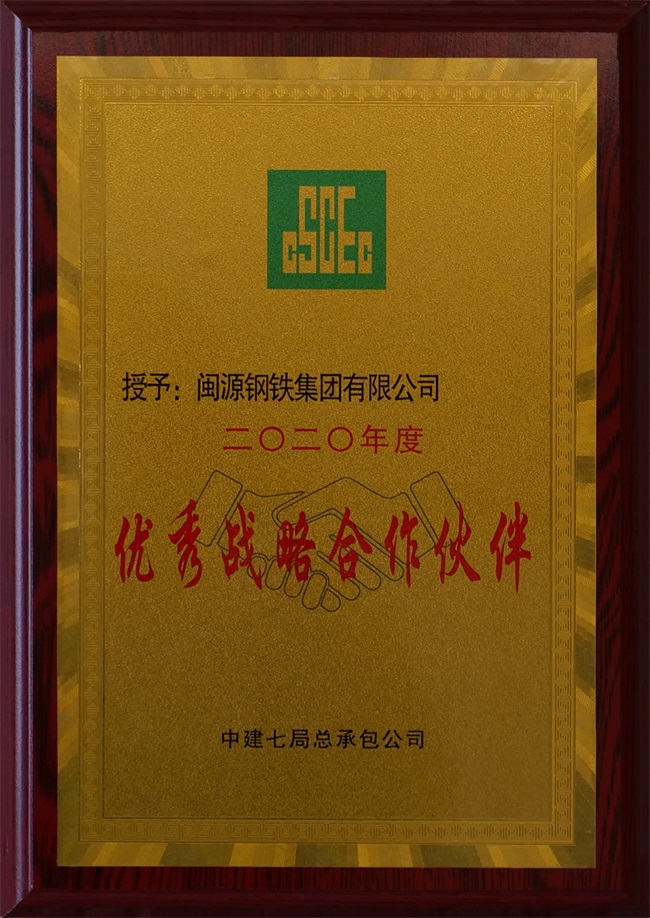 CSCEC
授予：闽源钢铁集团有限公司
二〇二〇年度
优秀战略合作伙伴
中建七局总承包公司